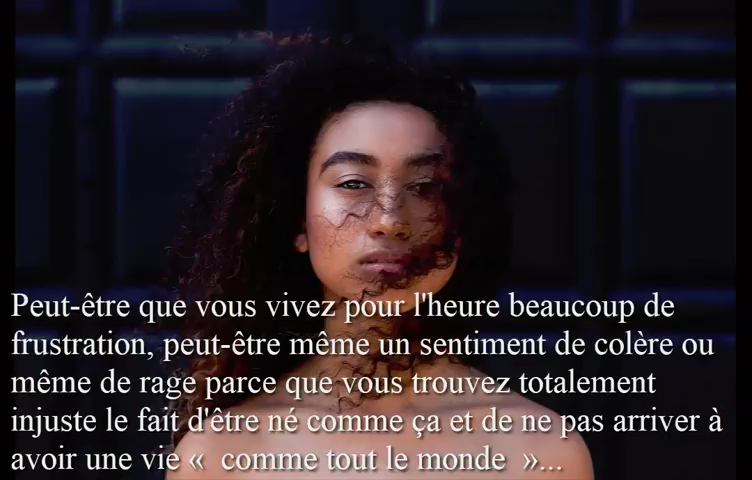 Peut-être que vous vivez pour l'heure beaucoup de
frustration, peut-être même un sentiment de colère ou
même de rage parce que vous trouvez totalement
injuste le fait d'être né comme ça et de ne pas arriver à
avoir une vie «  comme tout le monde  »...